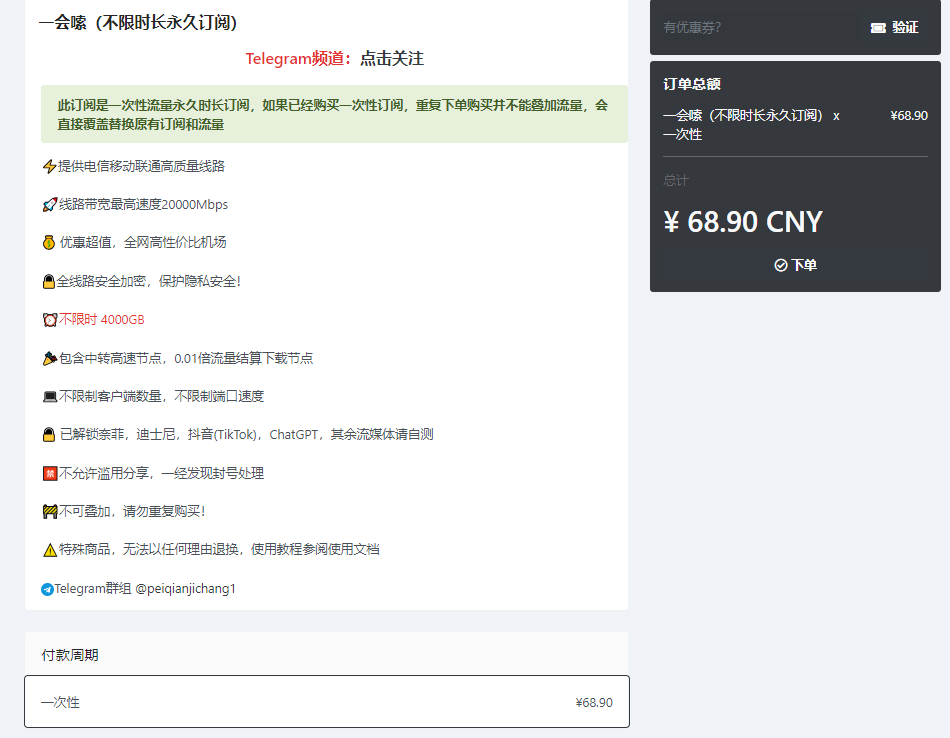 一会嗦（不限时长永久订阅）
Telegram频道：点击关注
此订阅是一次性流量永久时长订阅，如果已经购买一次性订阅，重复下单购买并不能叠加流量，会
直接覆盖替换原有订阅和流量
⚡提供电信移动联通高质量线路
🚀线路带宽最高速度20000Mbps
💰 优惠超值，全网高性价比机场
🔒全线路安全加密，保护隐私安全！
⏰不限时 4000GB
🎉包含中转高速节点，0.01倍流量结算下载节点
💻不限制客户端数量，不限制端口速度
🔒 已解锁奈菲，迪士尼，抖音(TikTok)，ChatGPT，其余流媒体请自测
🈲不允许滥用分享，一经发现封号处理
🚧不可叠加，请勿重复购买！
⚠特殊商品，无法以任何理由退换，使用教程参阅使用文档
Telegram群组 @peiqianjichang1
付款周期
一次性 ¥68.90
有优惠券? 验证
订单总额
一会嗦（不限时长永久订阅） x ¥68.90
一次性
总计
¥ 68.90 CNY
下单